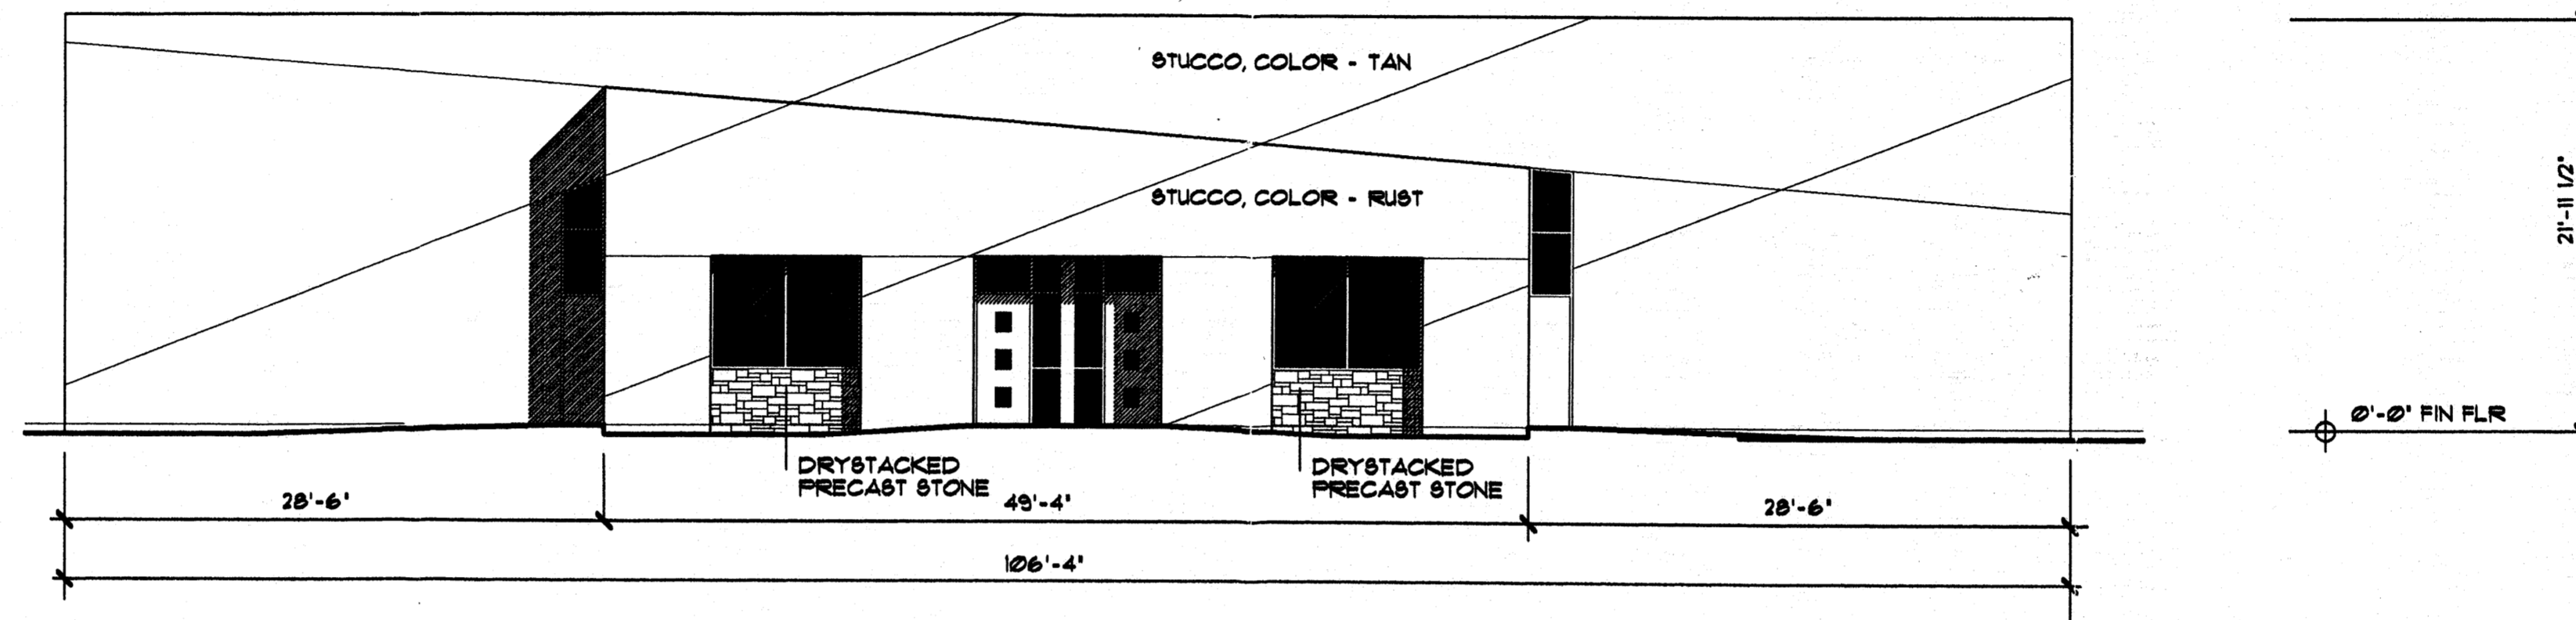 STUCCO, COLOR - TAN
STUCCO, COLOR - RUST
21'-11 1/2"
0'-0" FIN FLR
DRYSTACKED
PRECAST STONE
DRYSTACKED
PRECAST STONE
28'-6"
49'-4"
28'-6"
106'-4"